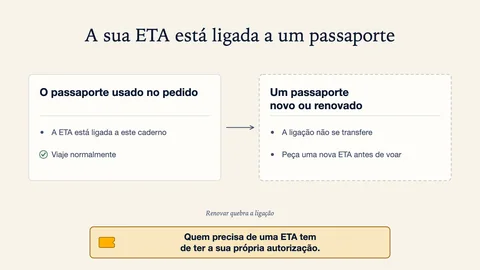 A sua ETA está ligada a um passaporte
O passaporte usado no pedido
A ETA está ligada a este caderno
Viaje normalmente
Um passaporte
novo ou renovado
A ligação não se transfere
Peça uma nova ETA antes de voar
Renovar quebra a ligação
Quem precisa de uma ETA tem
de ter a sua própria autorização.